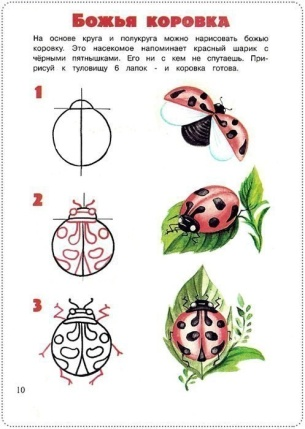 Божья коровка
На основе круга и полукруга можно нарисовать божью
коровку. Это насекомое напоминает красный шарик с
чёрными пятнышками. Его ни с кем не спутаешь. При-
рисуй к туловищу 6 лапок - и коровка готова.
1
2
3
10